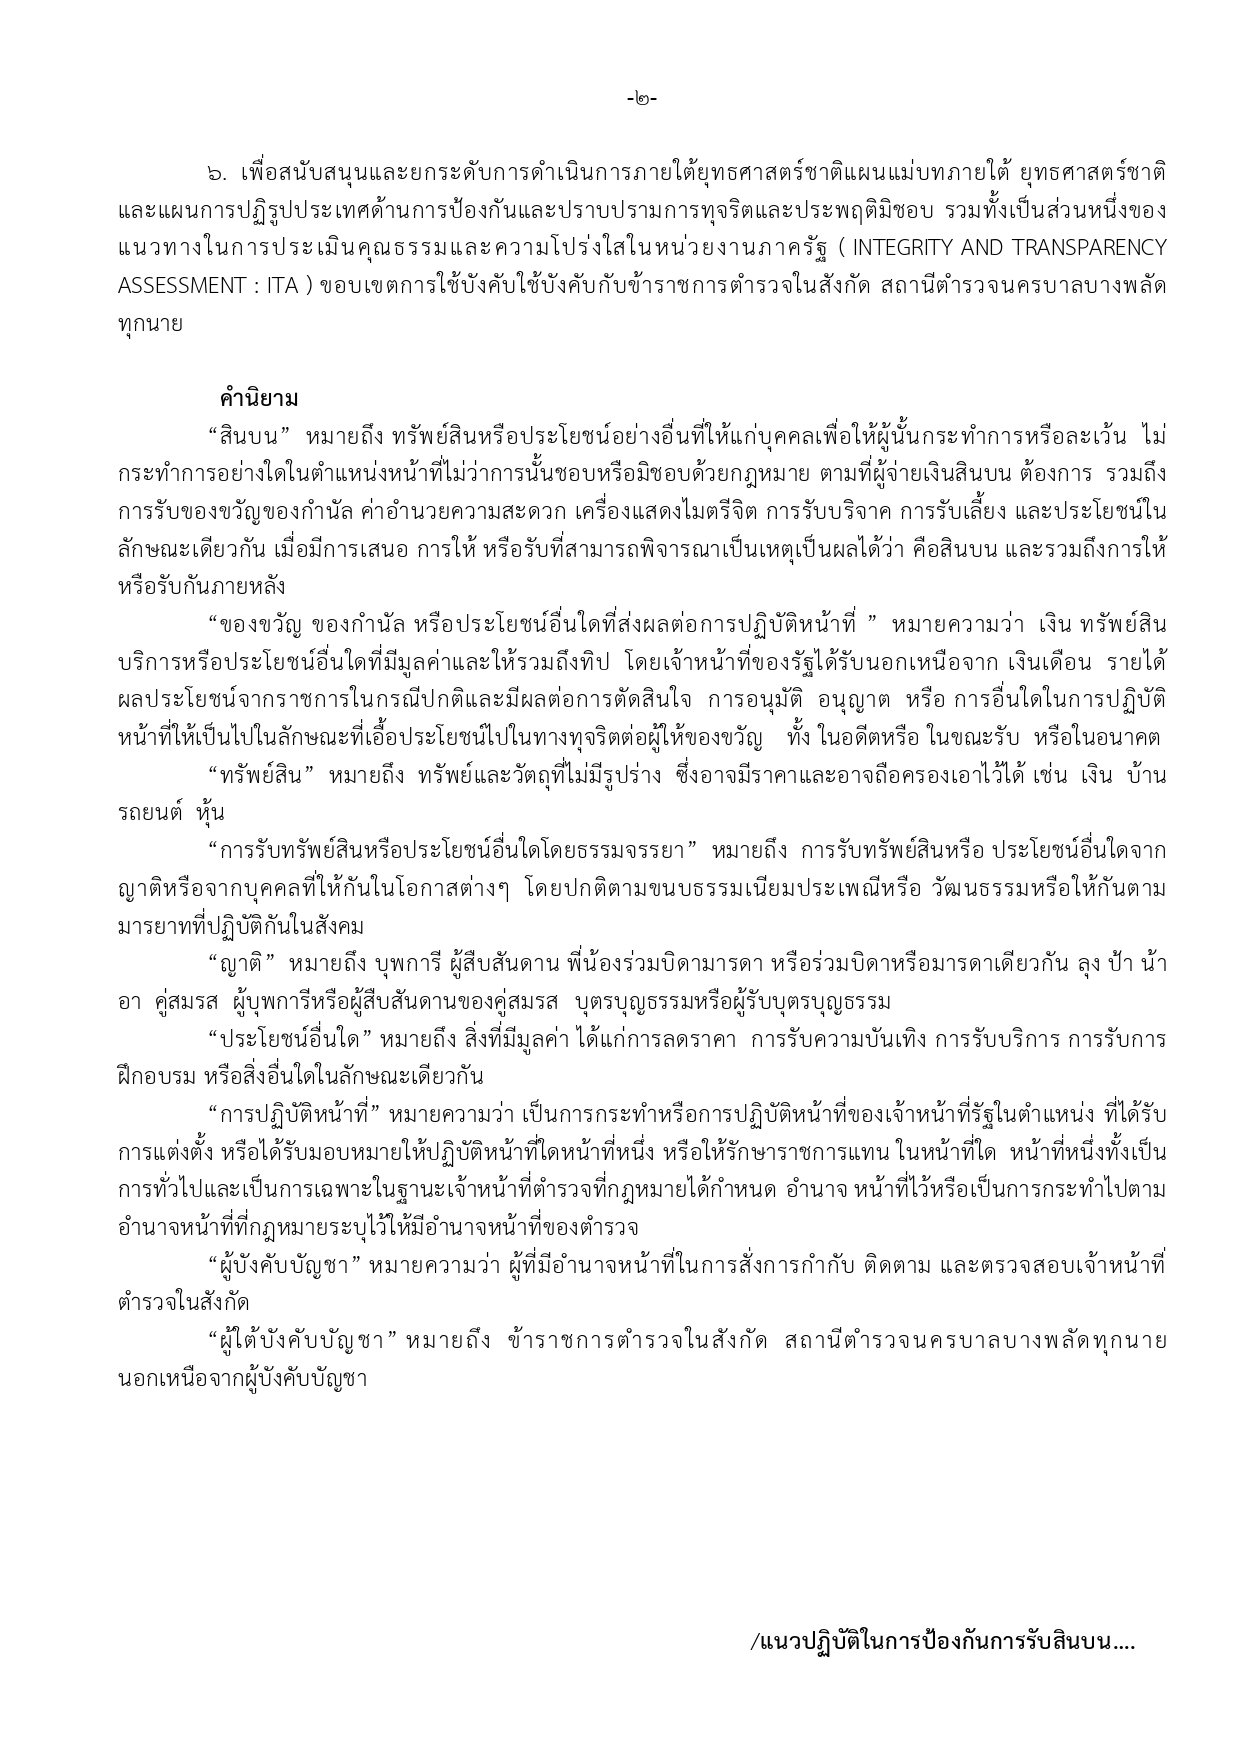 -๒-
๖. เพื่อสนับสนุนและยกระดับการดำเนินการภายใต้ยุทธศาสตร์ชาติแผนแม่บทภายใต้ ยุทธศาสตร์ชาติ
และแผนการปฏิรูปประเทศด้านการป้องกันและปราบปรามการทุจริตและประพฤติมิชอบ รวมทั้งเป็นส่วนหนึ่งของ
แนวทางในการประเมินคุณธรรมและความโปร่งใสในหน่วยงานภาครัฐ ( INTEGRITY AND TRANSPARENCY
ASSESSMENT : ITA ) ขอบเขตการใช้บังคับใช้บังคับกับข้าราชการตำรวจในสังกัด สถานีตำรวจนครบาลบางพลัด
ทุกนาย
คำนิยาม
“สินบน” หมายถึง ทรัพย์สินหรือประโยชน์อย่างอื่นที่ให้แก่บุคคลเพื่อให้ผู้นั้นกระทำการหรือละเว้น ไม่
กระทำการอย่างใดในตำแหน่งหน้าที่ไม่ว่าการนั้นชอบหรือมิชอบด้วยกฎหมาย ตามที่ผู้จ่ายเงินสินบน ต้องการ รวมถึง
การรับของขวัญของกำนัล ค่าอำนวยความสะดวก เครื่องแสดงไมตรีจิต การรับบริจาค การรับเลี้ยง และประโยชน์ใน
ลักษณะเดียวกัน เมื่อมีการเสนอ การให้ หรือรับที่สามารถพิจารณาเป็นเหตุเป็นผลได้ว่า คือสินบน และรวมถึงการให้
หรือรับกันภายหลัง
“ของขวัญ ของกำนัล หรือประโยชน์อื่นใดที่ส่งผลต่อการปฏิบัติหน้าที่ ” หมายความว่า เงิน ทรัพย์สิน
บริการหรือประโยชน์อื่นใดที่มีมูลค่าและให้รวมถึงทิป โดยเจ้าหน้าที่ของรัฐได้รับนอกเหนือจาก เงินเดือน รายได้
ผลประโยชน์จากราชการในกรณีปกติและมีผลต่อการตัดสินใจ การอนุมัติ อนุญาต หรือ การอื่นใดในการปฏิบัติ
หน้าที่ให้เป็นไปในลักษณะที่เอื้อประโยชน์ไปในทางทุจริตต่อผู้ให้ของขวัญ ทั้ง ในอดีตหรือ ในขณะรับ หรือในอนาคต
“ทรัพย์สิน” หมายถึง ทรัพย์และวัตถุที่ไม่มีรูปร่าง ซึ่งอาจมีราคาและอาจถือครองเอาไว้ได้ เช่น เงิน บ้าน
รถยนต์ หุ้น
“การรับทรัพย์สินหรือประโยชน์อื่นใดโดยธรรมจรรยา” หมายถึง การรับทรัพย์สินหรือ ประโยชน์อื่นใดจาก
ญาติหรือจากบุคคลที่ให้กันในโอกาสต่างๆ โดยปกติตามขนบธรรมเนียมประเพณีหรือ วัฒนธรรมหรือให้กันตาม
มารยาทที่ปฏิบัติกันในสังคม
“ญาติ” หมายถึง บุพการี ผู้สืบสันดาน พี่น้องร่วมบิดามารดา หรือร่วมบิดาหรือมารดาเดียวกัน ลุง ป้า น้า
อา คู่สมรส ผู้บุพการีหรือผู้สืบสันดานของคู่สมรส บุตรบุญธรรมหรือผู้รับบุตรบุญธรรม
“ประโยชน์อื่นใด” หมายถึง สิ่งที่มีมูลค่า ได้แก่การลดราคา การรับความบันเทิง การรับบริการ การรับการ
ฝึกอบรม หรือสิ่งอื่นใดในลักษณะเดียวกัน
“การปฏิบัติหน้าที่” หมายความว่า เป็นการกระทำหรือการปฏิบัติหน้าที่ของเจ้าหน้าที่รัฐในตำแหน่ง ที่ได้รับ
การแต่งตั้ง หรือได้รับมอบหมายให้ปฏิบัติหน้าที่ใดหน้าที่หนึ่ง หรือให้รักษาราชการแทน ในหน้าที่ใด หน้าที่หนึ่งทั้งเป็น
การทั่วไปและเป็นการเฉพาะในฐานะเจ้าหน้าที่ตำรวจที่กฎหมายได้กำหนด อำนาจ หน้าที่ไว้หรือเป็นการกระทำไปตาม
อำนาจหน้าที่ที่กฎหมายระบุไว้ให้มีอำนาจหน้าที่ของตำรวจ
“ผู้บังคับบัญชา” หมายความว่า ผู้ที่มีอำนาจหน้าที่ในการสั่งการกำกับ ติดตาม และตรวจสอบเจ้าหน้าที่
ตำรวจในสังกัด
“ผู้ใต้บังคับบัญชา” หมายถึง ข้าราชการตำรวจในสังกัด สถานีตำรวจนครบาลบางพลัดทุกนาย
นอกเหนือจากผู้บังคับบัญชา
/แนวปฏิบัติในการป้องกันการรับสินบน....